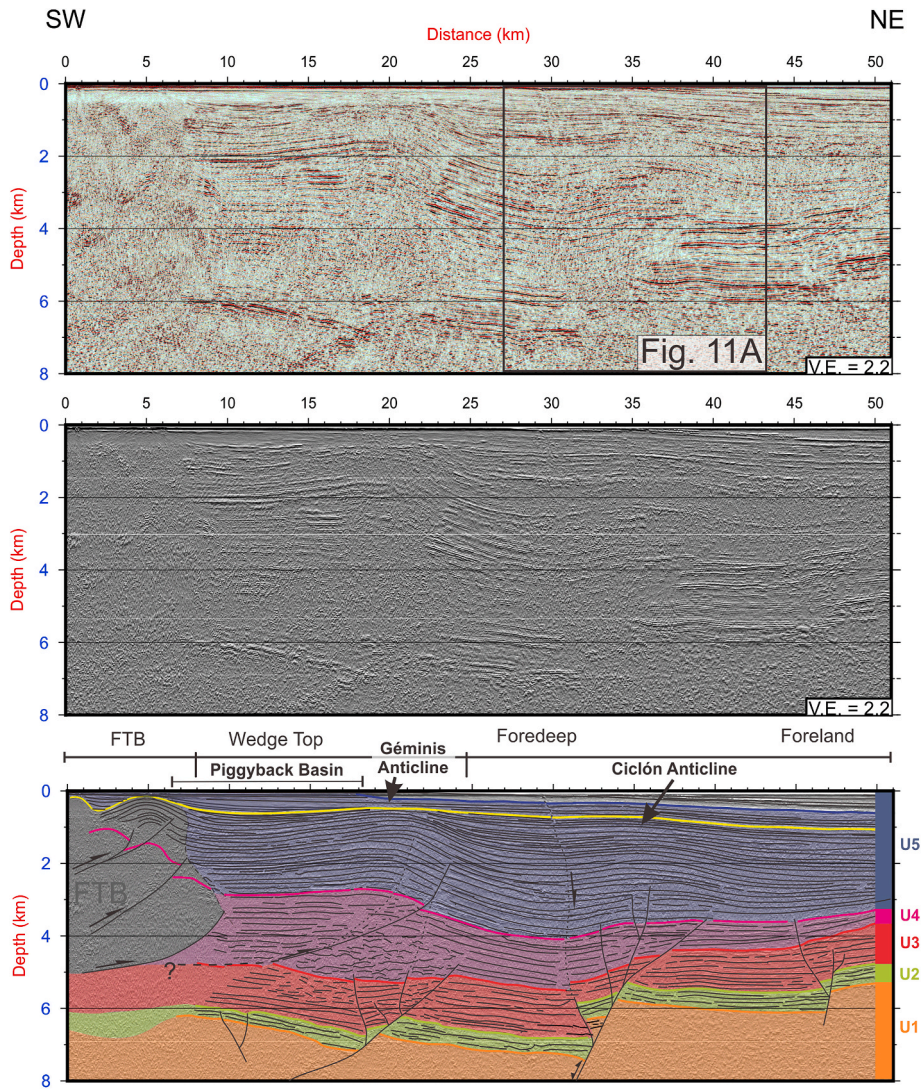 SW NE
Distance (km)
0 5 10 15 20 25 30 35 40 45 50
0
2
4
6
8
Depth (km)
Fig. 11A
V.E. = 2.2
0 5 10 15 20 25 30 35 40 45 50
0
2
4
6
8
Depth (km)
V.E. = 2.2
FTB Wedge Top Géminis Anticline Foredeep Foreland
Piggyback Basin Ciclón Anticline
0
2
4
6
8
Depth (km)
FTB
?
U5
U4
U3
U2
U1